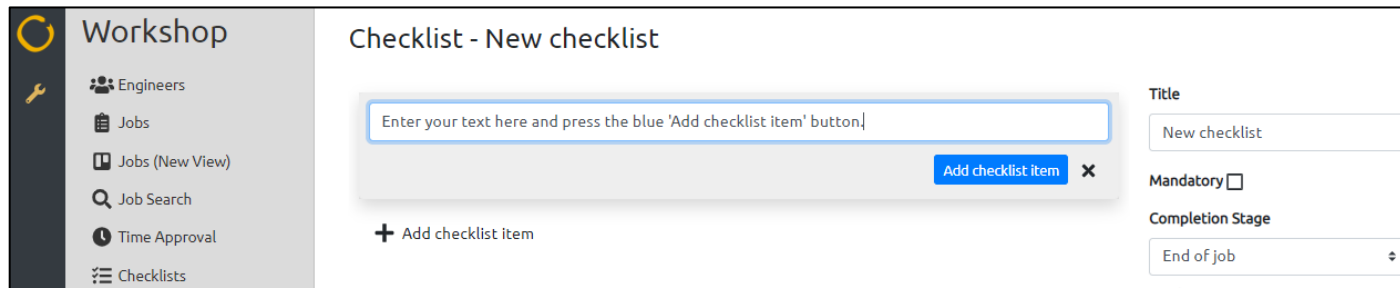 Workshop
Engineers
Jobs
Jobs (New View)
Job Search
Time Approval
Checklists
Checklist - New checklist
Enter your text here and press the blue 'Add checklist item' button.
Add checklist item
Add checklist item
Title
New checklist
Mandatory
Completion Stage
End of job